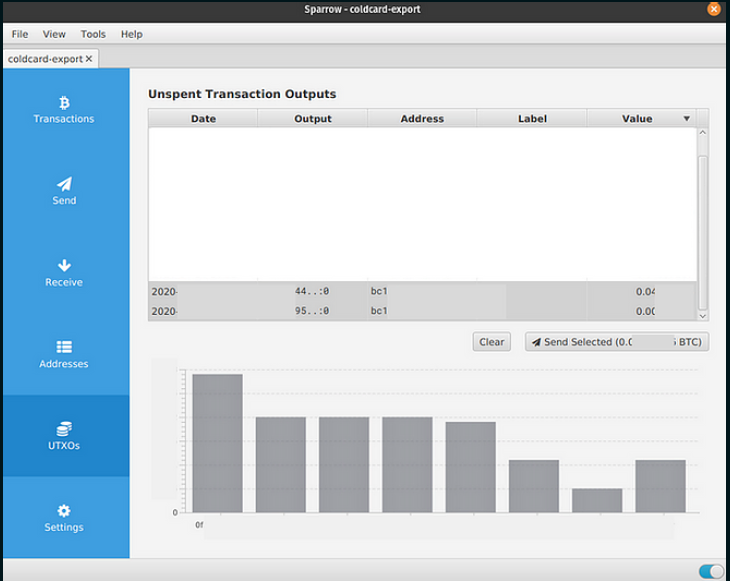 Sparrow - coldcard-export
File View Tools Help
coldcard-export
Transactions
Send
Receive
Addresses
UTXOs
Settings
Unspent Transaction Outputs
Date Output Address Label Value
2020- 44..:0 bc1 0.04
2020- 95..:0 bc1 0.00
Clear Send Selected (0.0 BTC)
0
0f